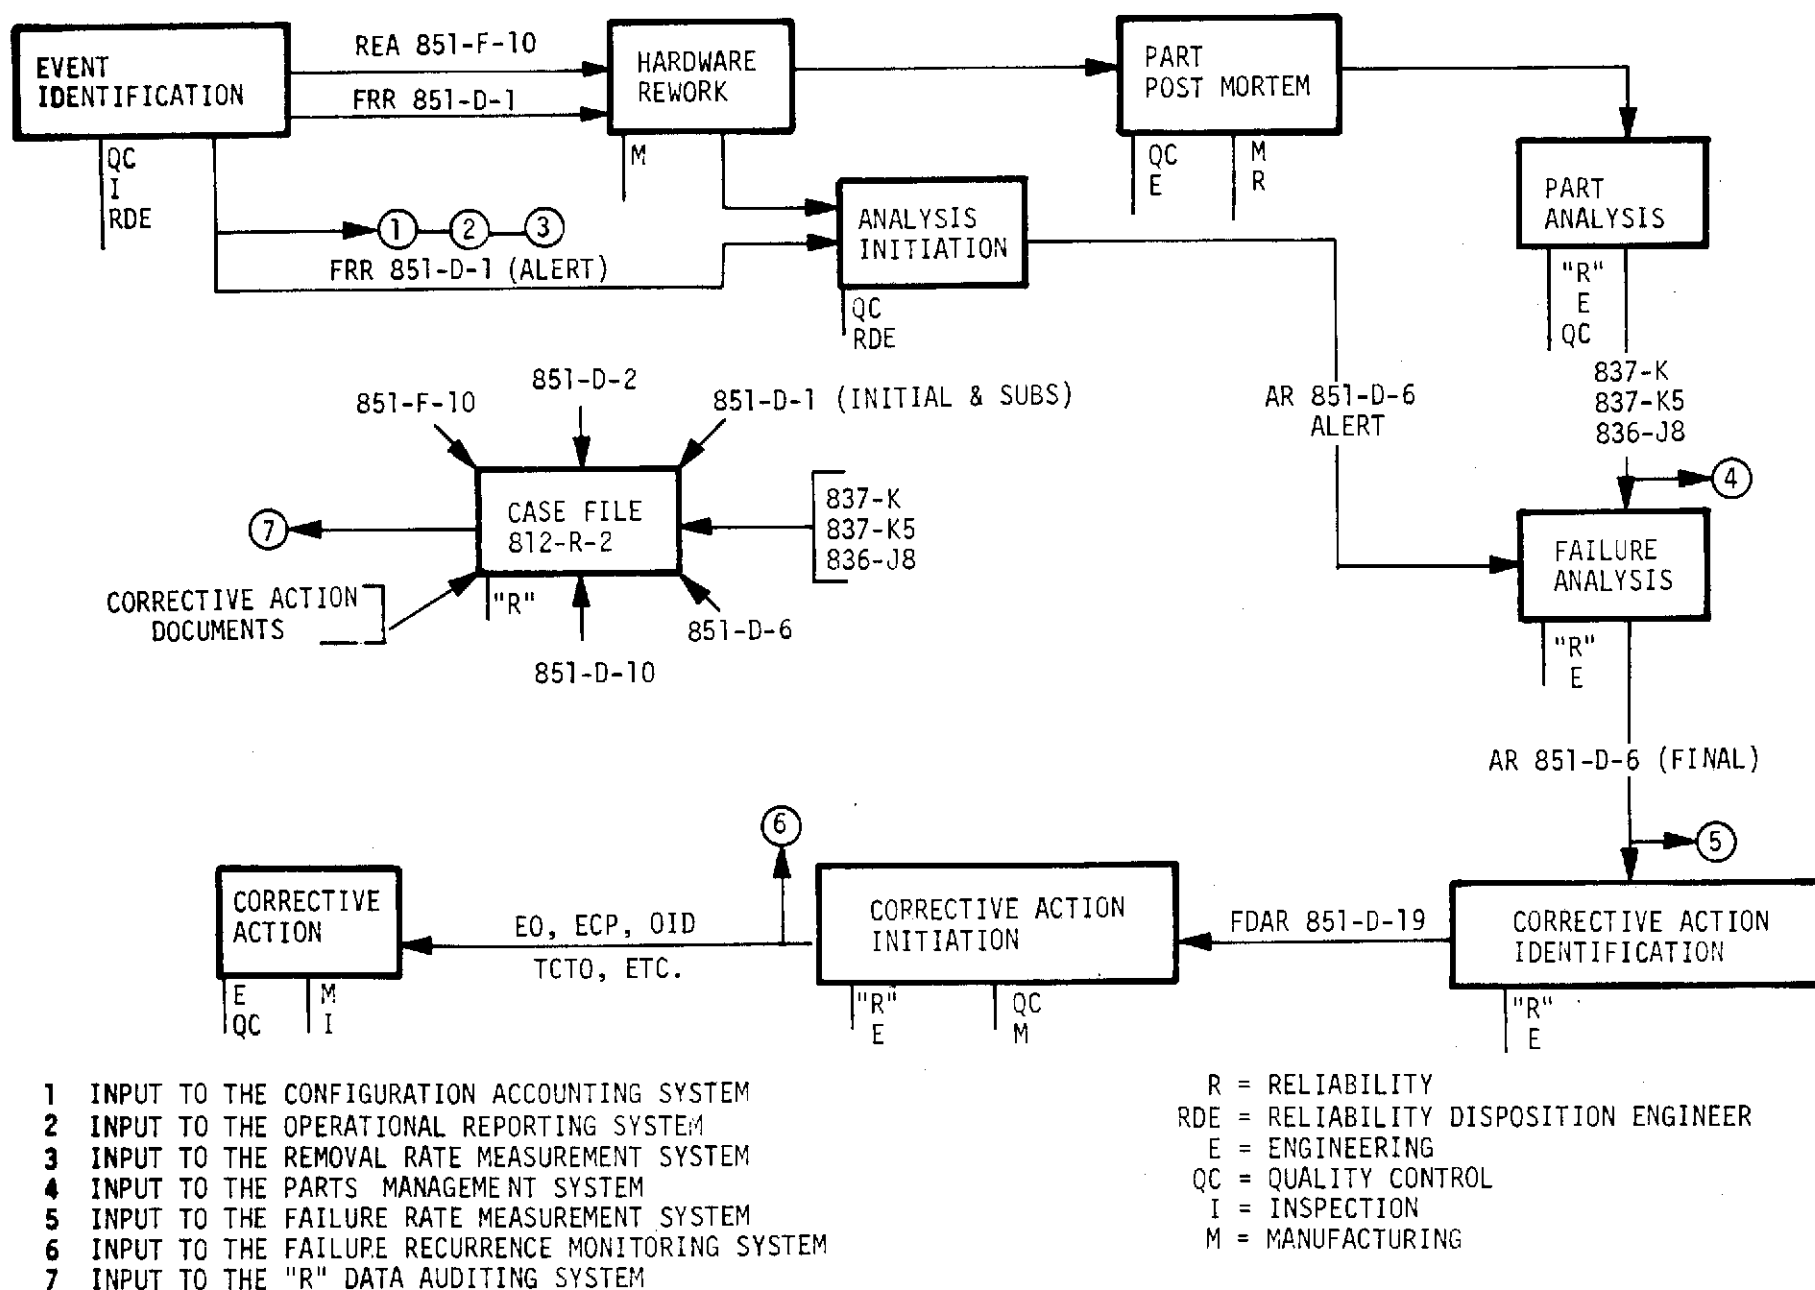 EVENT
IDENTIFICATION
REA 851-F-10
FRR 851-D-1
HARDWARE
REWORK
PART
POST MORTEM
QC
I
RDE
M
QC
E
M
R
PART
ANALYSIS
1
2
3
FRR 851-D-1 (ALERT)
ANALYSIS
INITIATION
QC
RDE
"R"
E
QC
837-K
837-K5
836-J8
4
AR 851-D-6
ALERT
851-F-10
851-D-2
851-D-1 (INITIAL & SUBS)
CASE FILE
812-R-2
7
837-K
837-K5
836-J8
CORRECTIVE ACTION
DOCUMENTS
"R"
851-D-10
851-D-6
FAILURE
ANALYSIS
"R"
E
AR 851-D-6 (FINAL)
5
6
CORRECTIVE
ACTION
EO, ECP, OID
TCTO, ETC.
CORRECTIVE ACTION
INITIATION
FDAR 851-D-19
CORRECTIVE ACTION
IDENTIFICATION
E
QC
M
I
"R"
E
QC
M
"R"
E
1 INPUT TO THE CONFIGURATION ACCOUNTING SYSTEM
2 INPUT TO THE OPERATIONAL REPORTING SYSTEM
3 INPUT TO THE REMOVAL RATE MEASUREMENT SYSTEM
4 INPUT TO THE PARTS MANAGEMENT SYSTEM
5 INPUT TO THE FAILURE RATE MEASUREMENT SYSTEM
6 INPUT TO THE FAILURE RECURRENCE MONITORING SYSTEM
7 INPUT TO THE "R" DATA AUDITING SYSTEM
R = RELIABILITY
RDE = RELIABILITY DISPOSITION ENGINEER
E = ENGINEERING
QC = QUALITY CONTROL
I = INSPECTION
M = MANUFACTURING